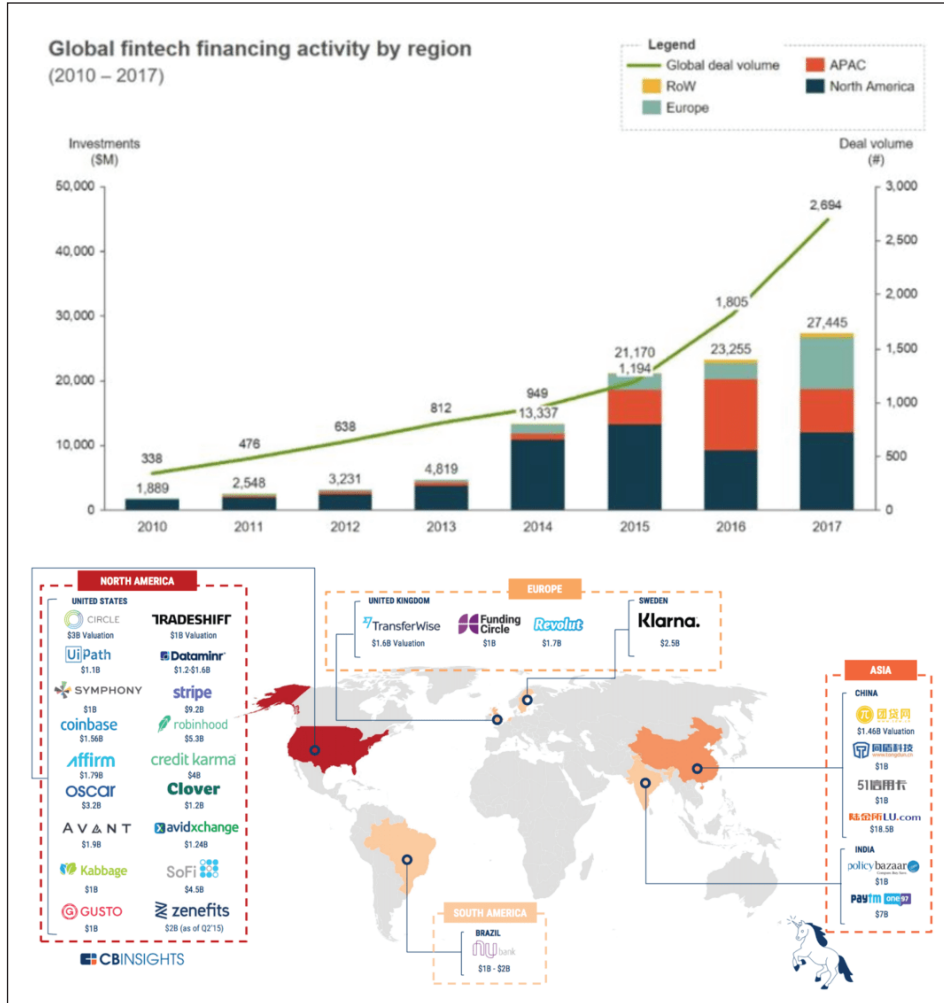 Global fintech financing activity by region
(2010 – 2017)
Legend
Global deal volume
APAC
RoW
North America
Europe
Investments
($M)
Deal volume
(#)
50,000
40,000
30,000
20,000
10,000
0
3,000
2,500
2,000
1,500
1,000
500
0
338
476
638
812
949
1,194
1,805
2,694
1,889
2,548
3,231
4,819
13,337
21,170
23,255
27,445
2010 2011 2012 2013 2014 2015 2016 2017
NORTH AMERICA
UNITED STATES
CIRCLE
$3B Valuation
TRADESHIFT
$1B Valuation
UiPath
$1.1B
Dataminr
$1.2-$1.6B
SYMPHONY
$1B
stripe
$9.2B
coinbase
$1.56B
robinhood
$5.3B
affirm
$1.79B
credit karma
$4B
oscar
$3.2B
Clover
$1.2B
AVANT
$1.9B
avidxchange
$1.24B
Kabbage
$1B
SoFi
$4.5B
GUSTO
$1B
zenefits
$2B (as of Q2'15)
CBINSIGHTS
EUROPE
UNITED KINGDOM
TransferWise
$1.6B Valuation
Funding
Circle
$1B
Revolut
$1.7B
SWEDEN
Klarna.
$2.5B
SOUTH AMERICA
BRAZIL
nu
bank
$1B - $2B
ASIA
CHINA
团贷网
$1.46B Valuation
同盾科技
$1B
51信用卡
$1B
陆金所LU.com
$18.5B
INDIA
policybazaar
$1B
paytm one97
$7B